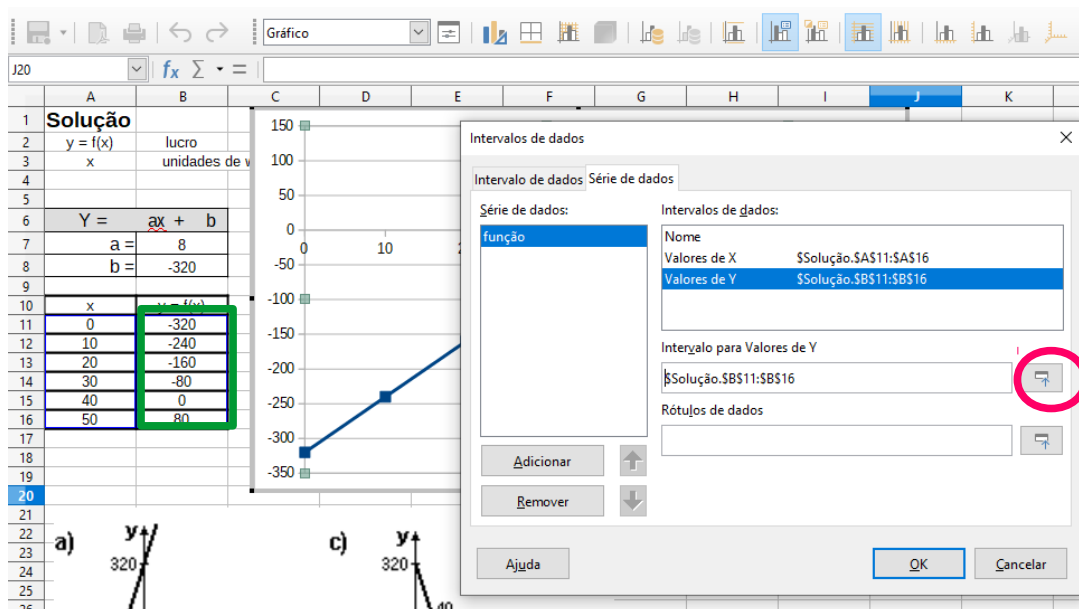 Gráfico
J20
fx Σ =
A B C D E F G H I J K
1 Solução
2 y = f(x) lucro
3 x unidades de v
4
5
6 Y = ax + b
7 a = 8
8 b = -320
9
10 x y = f(x)
11 0 -320
12 10 -240
13 20 -160
14 30 -80
15 40 0
16 50 80
17
18
19
20
21
22
23
24
25
26
150
100
50
0
-50
-100
-150
-200
-250
-300
-350
0 10
a) y
320
c) y
320
40
Intervalos de dados
Intervalo de dados Série de dados
Série de dados:
função
Intervalos de dados:
Nome
Valores de X $Solução.$A$11:$A$16
Valores de Y $Solução.$B$11:$B$16
Intervalo para Valores de Y
$Solução.$B$11:$B$16
Rótulos de dados
Adicionar
Remover
Ajuda
OK
Cancelar